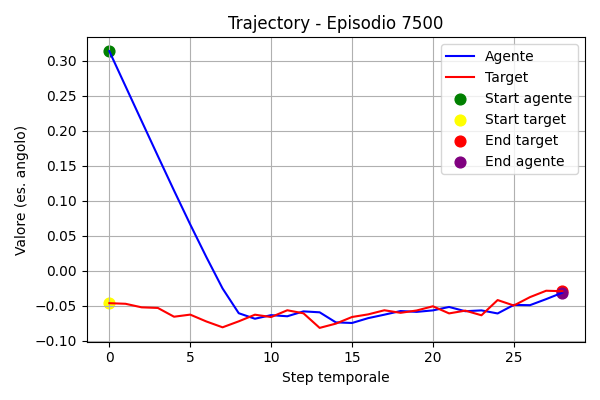 Trajectory - Episodio 7500
Agente
Target
Start agente
Start target
End target
End agente
Valore (es. angolo)
0.30
0.25
0.20
0.15
0.10
0.05
0.00
−0.05
−0.10
0 5 10 15 20 25
Step temporale